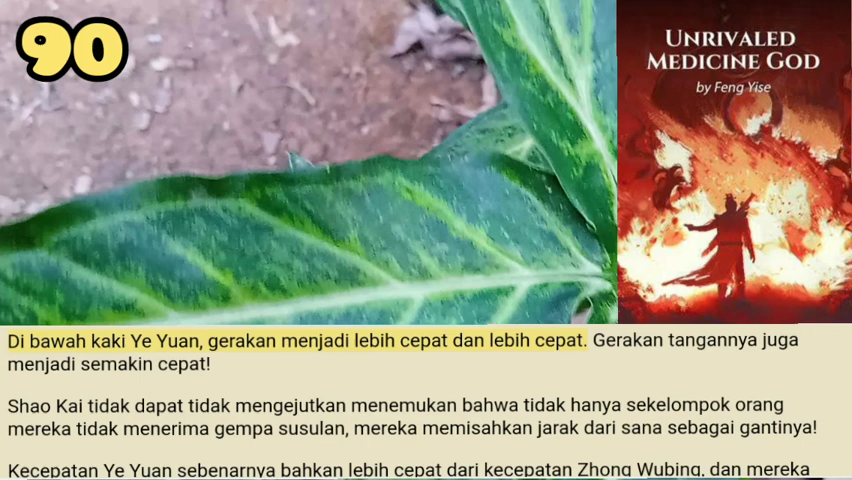 90
UNRIVALED
MEDICINE GOD
by Feng Yise
Di bawah kaki Ye Yuan, gerakan menjadi lebih cepat dan lebih cepat. Gerakan tangannya juga
menjadi semakin cepat!
Shao Kai tidak dapat tidak mengejutkan menemukan bahwa tidak hanya sekelompok orang
mereka tidak menerima gempa susulan, mereka memisahkan jarak dari sana sebagai gantinya!
Kecepatan Ye Yuan sebenarnya bahkan lebih cepat dari kecepatan Zhong Wubing, dan mereka